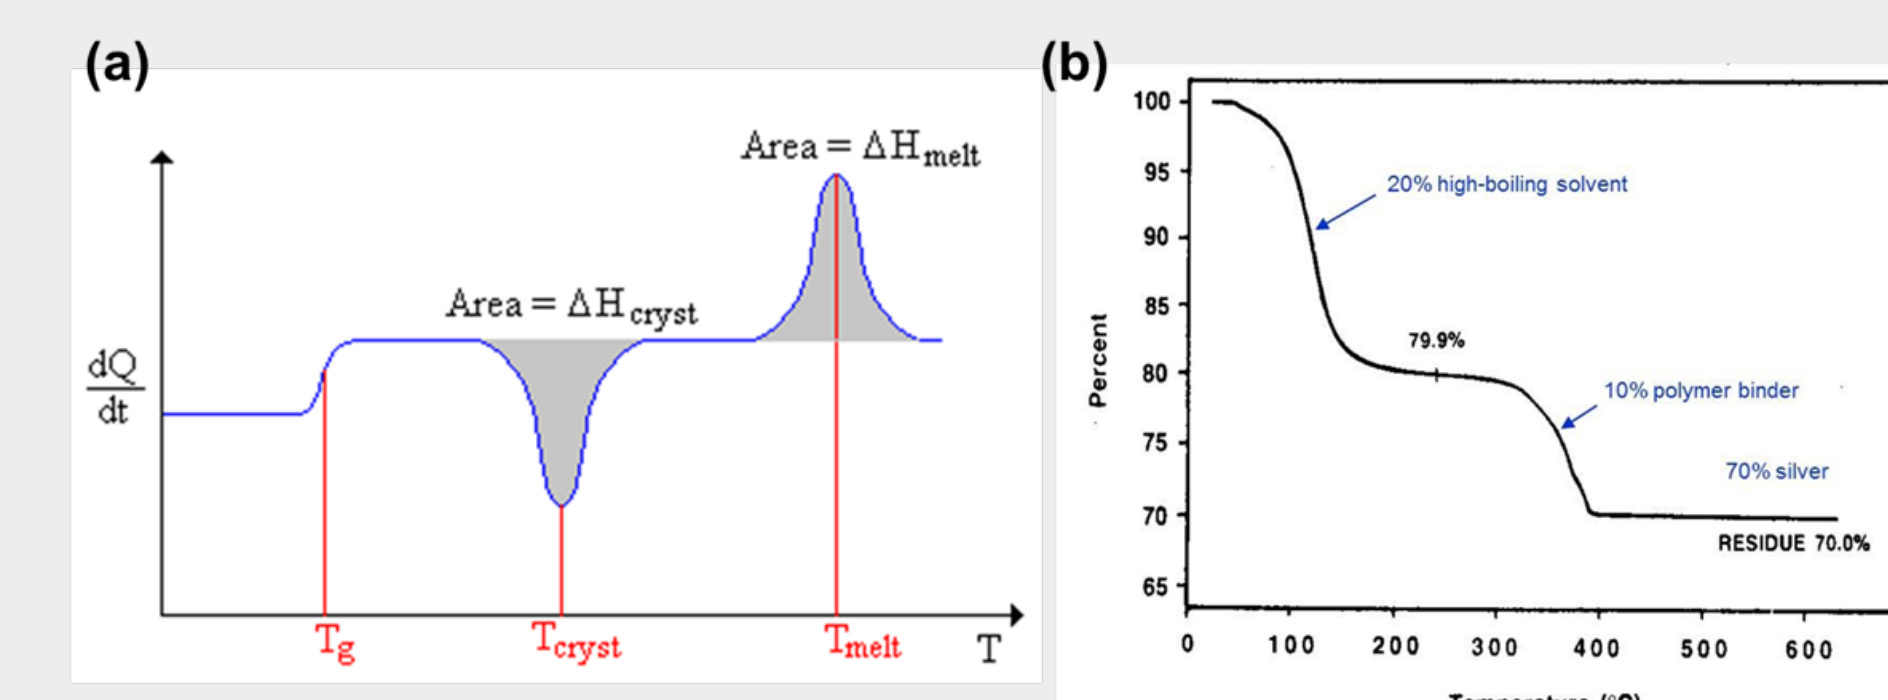 (a)
Area = ΔHmelt
Area = ΔHcryst
dQ
dt
Tg
Tcryst
Tmelt
T
(b)
100
95
90
85
80
75
70
65
Percent
20% high-boiling solvent
79.9%
10% polymer binder
70% silver
RESIDUE 70.0%
0 100 200 300 400 500 600
Temperature (°C)